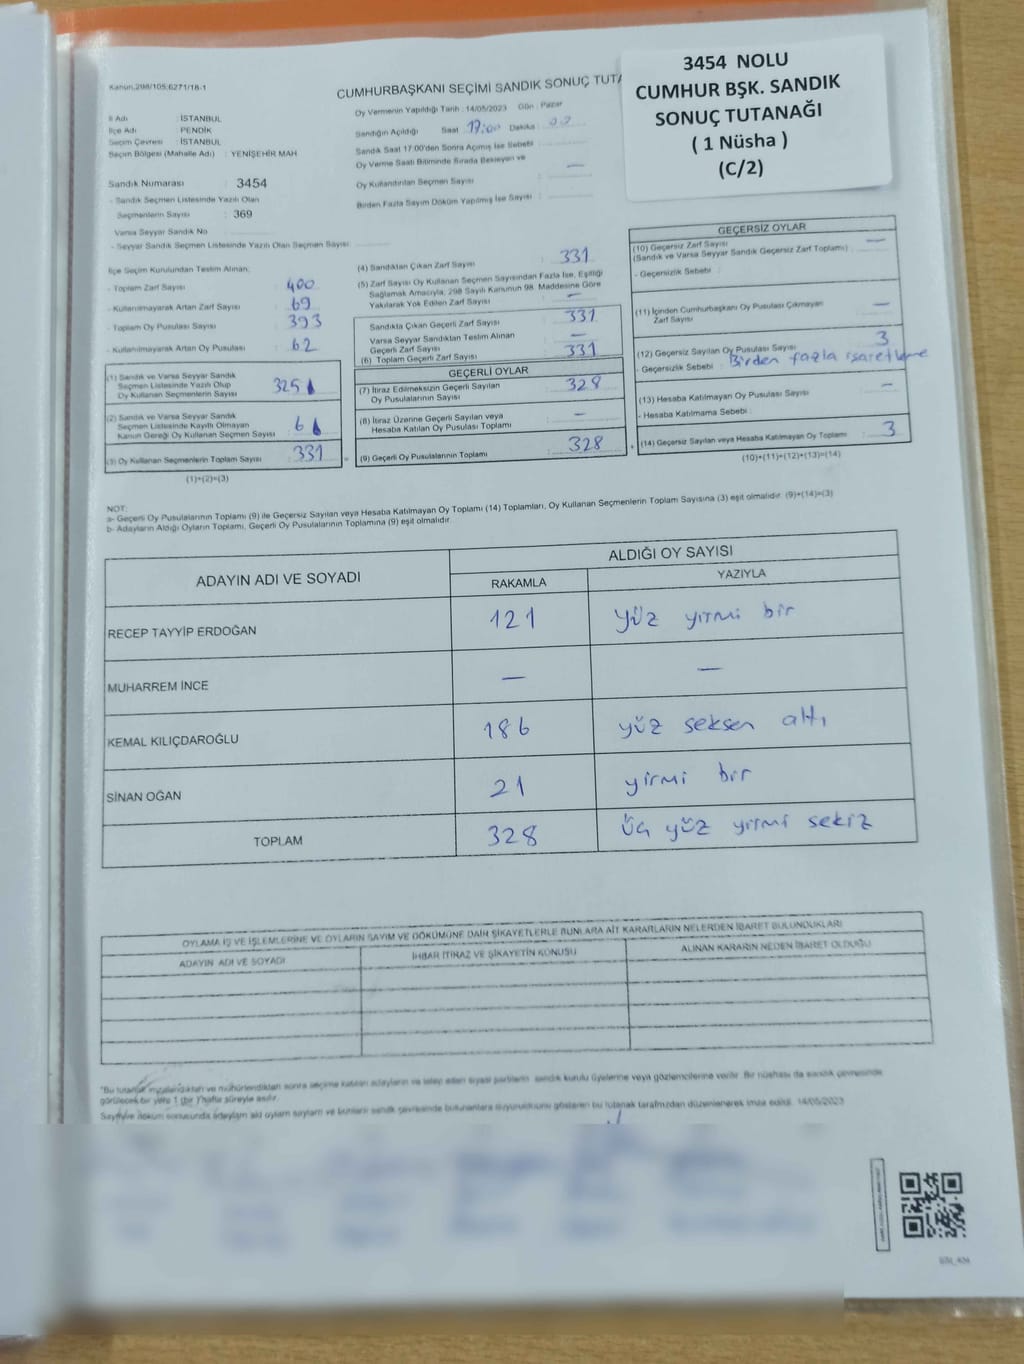 3454 NOLU
CUMHUR BŞK. SANDIK
SONUÇ TUTANAĞI
( 1 Nüsha )
(C/2)
Kanun:298/105;6271/18-1
CUMHURBAŞKANI SEÇİMİ SANDIK SONUÇ TUTA
Oy Vermenin Yapıldığı Tarih : 14/05/2023 Gün : Pazar
Sandığın Açıldığı Saat 17:00 Dakika :
Sandık Saat 17:00'den Sonra Açılmış İse Sebebi
Oy Verme Saati Bitiminde Sırada Bekleyen ve
Oy Kullandırılan Seçmen Sayısı : —
Birden Fazla Sayım Döküm Yapılmış İse Sayısı :
İl Adı : İSTANBUL
İlçe Adı : PENDİK
Seçim Çevresi : İSTANBUL
Seçim Bölgesi (Mahalle Adı) : YENİŞEHİR MAH
Sandık Numarası : 3454
- Sandık Seçmen Listesinde Yazılı Olan
Seçmenlerin Sayısı : 369
Varsa Seyyar Sandık No
- Seyyar Sandık Seçmen Listesinde Yazılı Olan Seçmen Sayısı
İlçe Seçim Kurulundan Teslim Alınan;
- Toplam Zarf Sayısı : 400
- Kullanılmayarak Artan Zarf Sayısı : 69
- Toplam Oy Pusulası Sayısı : 393
- Kullanılmayarak Artan Oy Pusulası : 62
(1) Sandık ve Varsa Seyyar Sandık
Seçmen Listesinde Yazılı Olup
Oy Kullanan Seçmenlerin Sayısı 325
(2) Sandık ve Varsa Seyyar Sandık
Seçmen Listesinde Kayıtlı Olmayan
Kanun Gereği Oy Kullanan Seçmen Sayısı : 6
(3) Oy Kullanan Seçmenlerin Toplam Sayısı : 331
(1)+(2)=(3)
(4) Sandıktan Çıkan Zarf Sayısı : 331
(5) Zarf Sayısı Oy Kullanan Seçmen Sayısından Fazla İse, Eşitliği
Sağlamak Amacıyla; 298 Sayılı Kanunun 98. Maddesine Göre
Yakılarak Yok Edilen Zarf Sayısı : —
Sandıkta Çıkan Geçerli Zarf Sayısı : 331
Varsa Seyyar Sandıktan Teslim Alınan
Geçerli Zarf Sayısı : —
(6) Toplam Geçerli Zarf Sayısı : 331
GEÇERLİ OYLAR
(7) İtiraz Edilmeksizin Geçerli Sayılan
Oy Pusulalarının Sayısı : 328
(8) İtiraz Üzerine Geçerli Sayılan veya
Hesaba Katılan Oy Pusulası Toplamı : —
(9) Geçerli Oy Pusulalarının Toplamı : 328
GEÇERSİZ OYLAR
(10) Geçersiz Zarf Sayısı
(Sandık ve Varsa Seyyar Sandık Geçersiz Zarf Toplamı) : —
- Geçersizlik Sebebi :
(11) İçinden Cumhurbaşkanı Oy Pusulası Çıkmayan
Zarf Sayısı : —
(12) Geçersiz Sayılan Oy Pusulası Sayısı : 3
- Geçersizlik Sebebi : Birden fazla işaretleme
(13) Hesaba Katılmayan Oy Pusulası Sayısı : —
- Hesaba Katılmama Sebebi :
(14) Geçersiz Sayılan veya Hesaba Katılmayan Oy Toplamı : 3
(10)+(11)+(12)+(13)=(14)
NOT:
a- Geçerli Oy Pusulalarının Toplamı (9) ile Geçersiz Sayılan veya Hesaba Katılmayan Oy Toplamı (14) Toplamları, Oy Kullanan Seçmenlerin Toplam Sayısına (3) eşit olmalıdır. (9)+(14)=(3)
b- Adayların Aldığı Oyların Toplamı, Geçerli Oy Pusulalarının Toplamına (9) eşit olmalıdır.
ADAYIN ADI VE SOYADI
ALDIĞI OY SAYISI
RAKAMLA YAZIYLA
RECEP TAYYİP ERDOĞAN 121 Yüz yirmi bir
MUHARREM İNCE — —
KEMAL KILIÇDAROĞLU 186 yüz seksen altı
SİNAN OĞAN 21 yirmi bir
TOPLAM 328 üç yüz yirmi sekiz
OYLAMA İŞ VE İŞLEMLERİNE VE OYLARIN SAYIM VE DÖKÜMÜNE DAİR ŞİKAYETLERLE BUNLARA AİT KARARLARIN NELERDEN İBARET BULUNDUKLARI
ADAYIN ADI VE SOYADI İHBAR İTİRAZ VE ŞİKAYETİN KONUSU ALINAN KARARIN NEDEN İBARET OLDUĞU
*Bu tutanak imzalandıktan ve mühürlendikten sonra seçime katılan adayların ve talep eden siyasi partilerin sandık kurulu üyelerine veya gözlemcilerine verilir. Bir nüshası da sandık çevresinde
görülecek bir yere 1 (bir) hafta süreyle asılır.
Sayım ve döküm sonucunda adayların aldı oyların sayıları ve bunların sandık çevresinde bulunanlara duyurulduğunu gösteren bu tutanak tarafımızdan düzenlenerek imza edildi. 14/05/2023